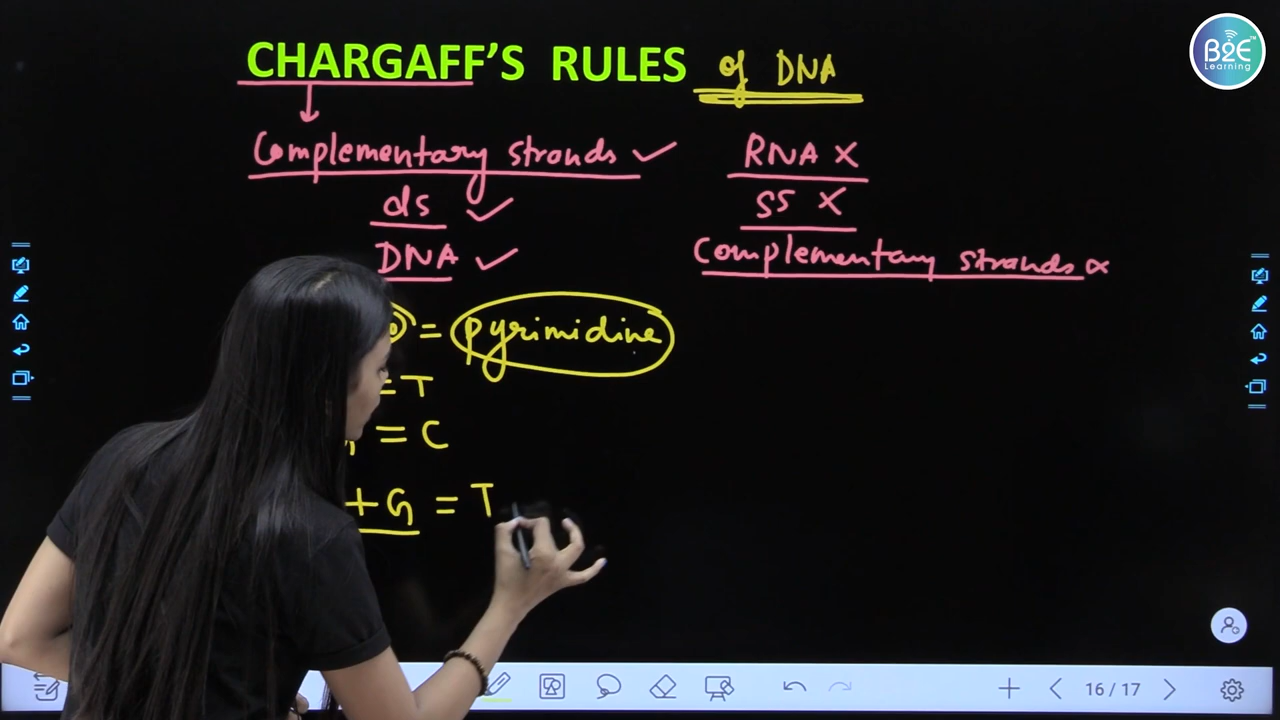 B2E
Learning
CHARGAFF'S RULES of DNA
Complementary strands ✓
ds ✓
DNA ✓
RNA X
ss X
Complementary strands x
= pyrimidine
= T
= C
+ G = T
16 / 17